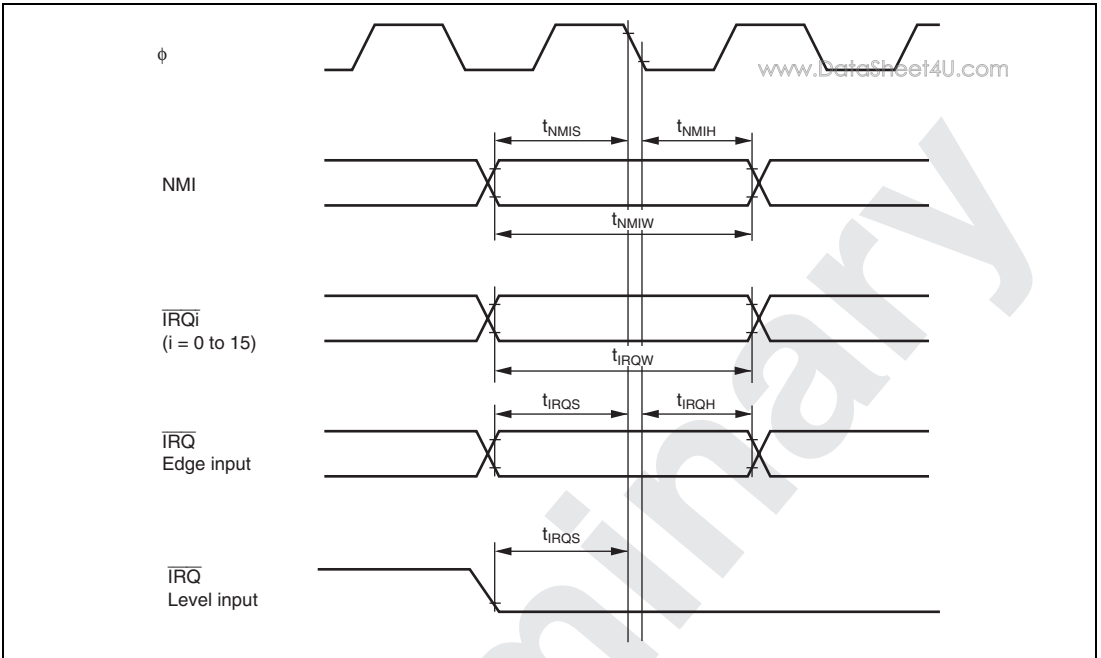 φ
www.DataSheet4U.com
tNMIS
tNMIH
NMI
tNMIW
IRQi
(i = 0 to 15)
tIRQW
tIRQS
tIRQH
IRQ
Edge input
tIRQS
IRQ
Level input
minary